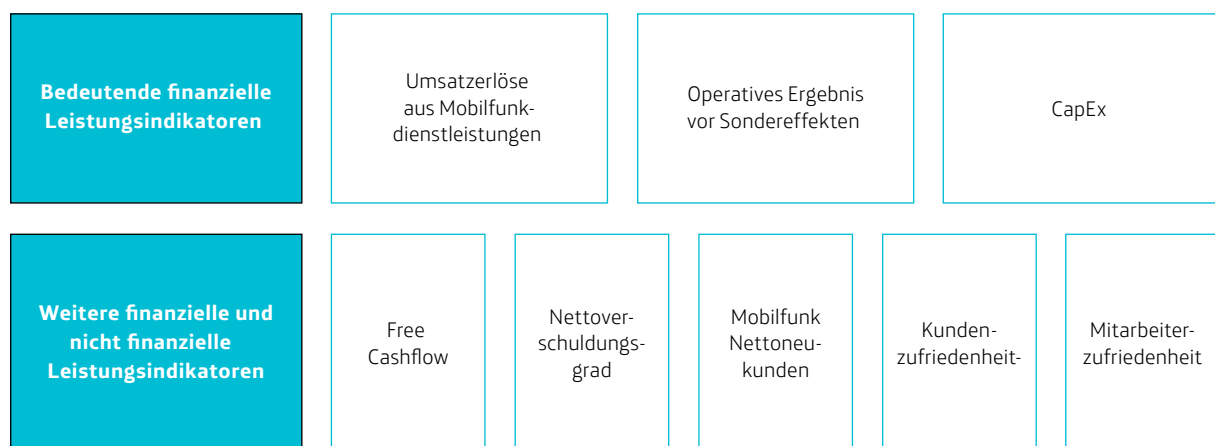 Bedeutende finanzielle
Leistungsindikatoren
Umsatzerlöse
aus Mobilfunk-
dienstleistungen
Operatives Ergebnis
vor Sondereffekten
CapEx
Weitere finanzielle und
nicht finanzielle
Leistungsindikatoren
Free
Cashflow
Nettover-
schuldungs-
grad
Mobilfunk
Nettoneu-
kunden
Kunden-
zufriedenheit-
Mitarbeiter-
zufriedenheit